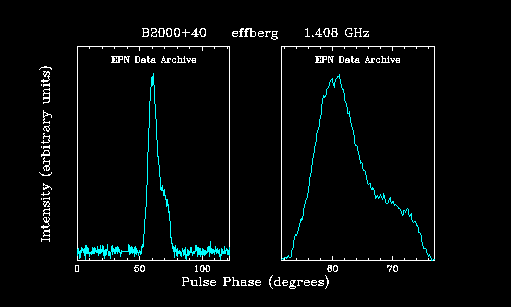 B2000+40 effberg 1.408 GHz
EPN Data Archive EPN Data Archive
Intensity (arbitrary units)
0 50 100 60 70
Pulse Phase (degrees)